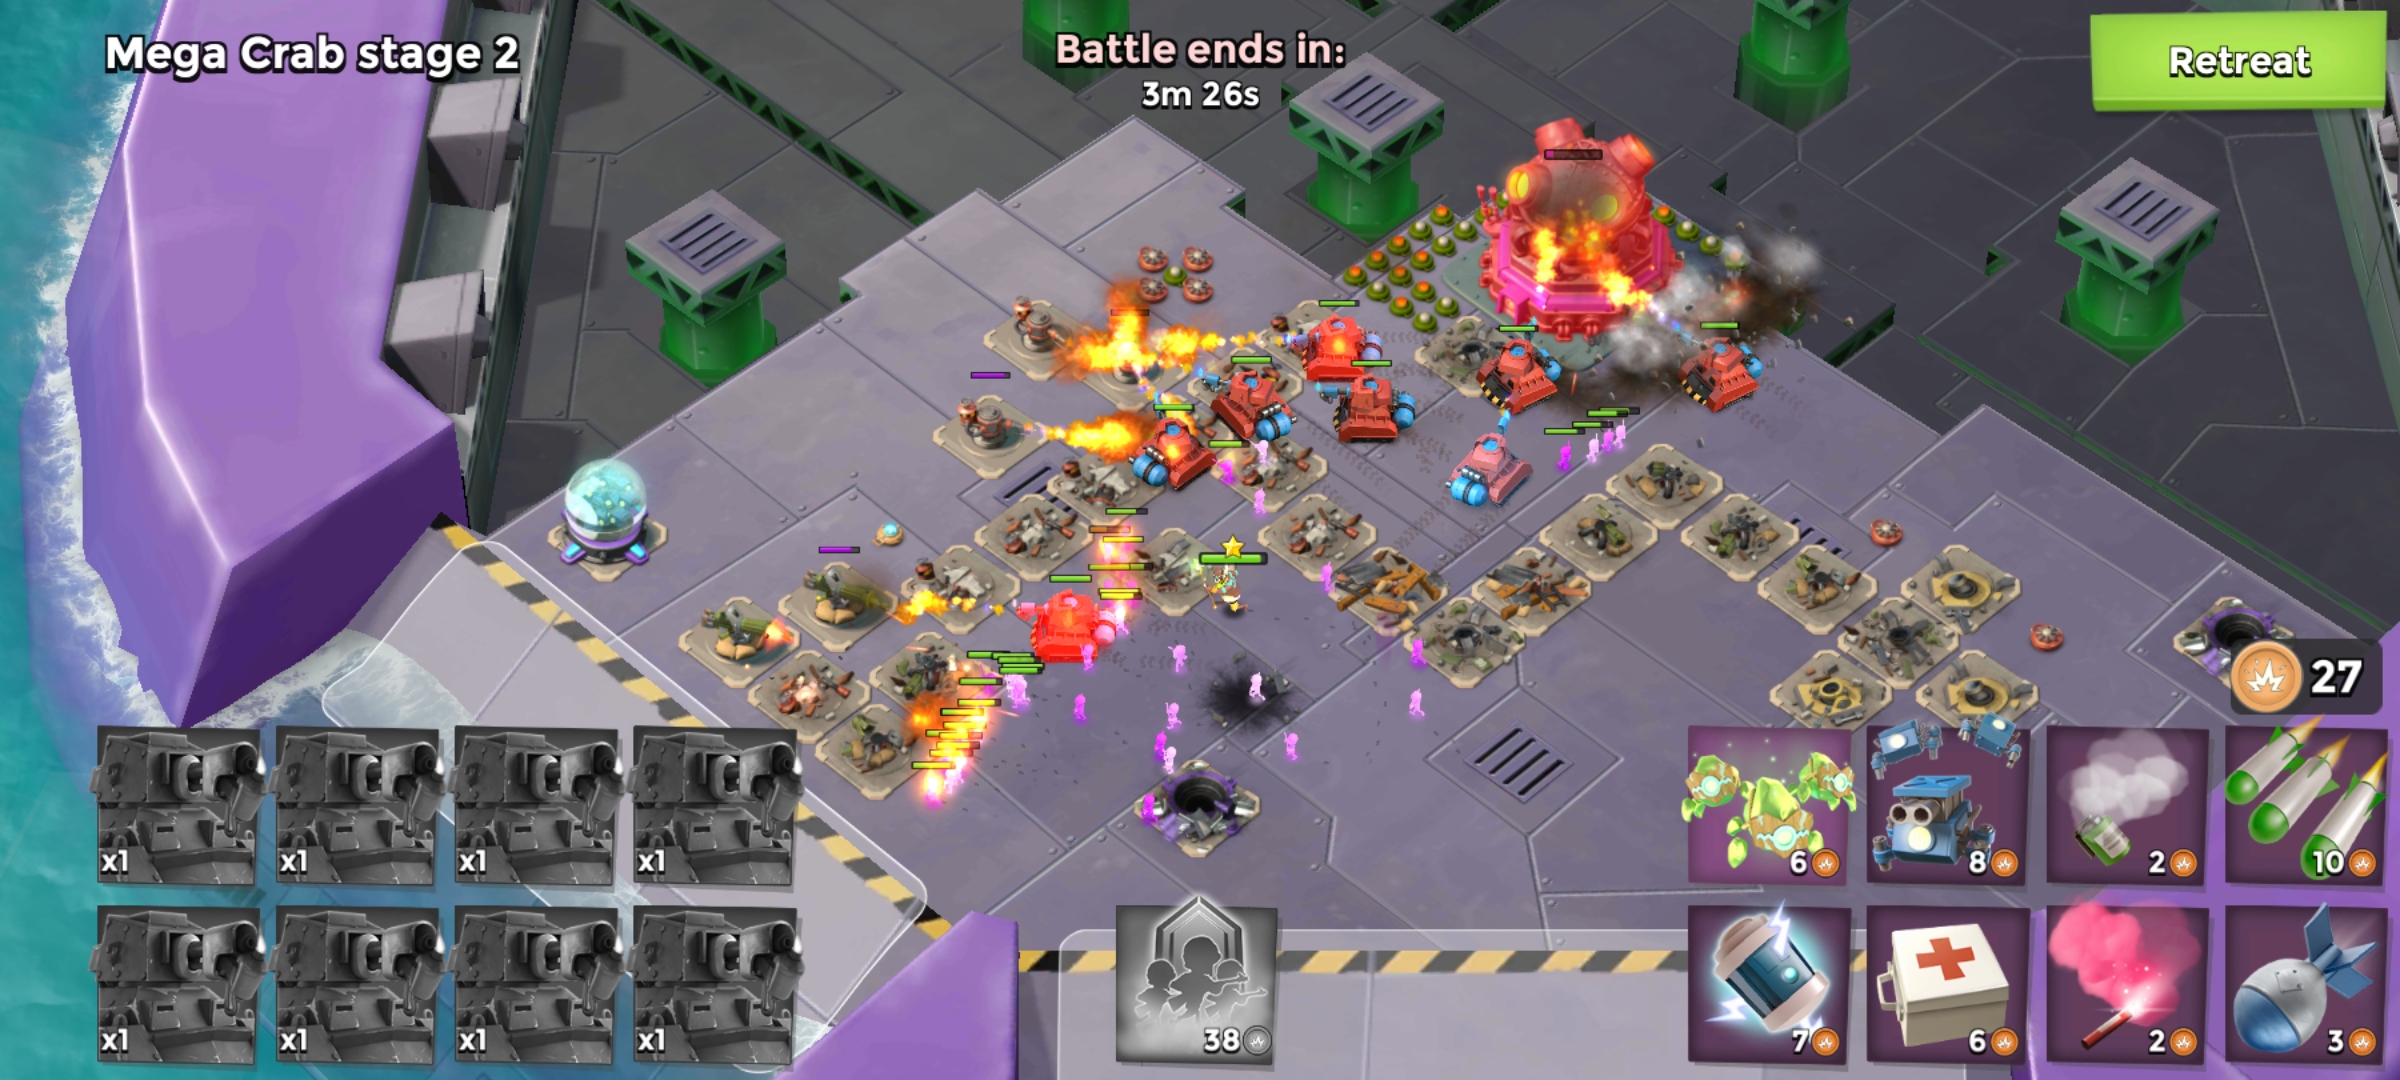 Mega Crab stage 2
Battle ends in:
3m 26s
Retreat
27
x1 x1 x1 x1
6 8 2 10
x1 x1 x1 x1
38
7 6 2 3